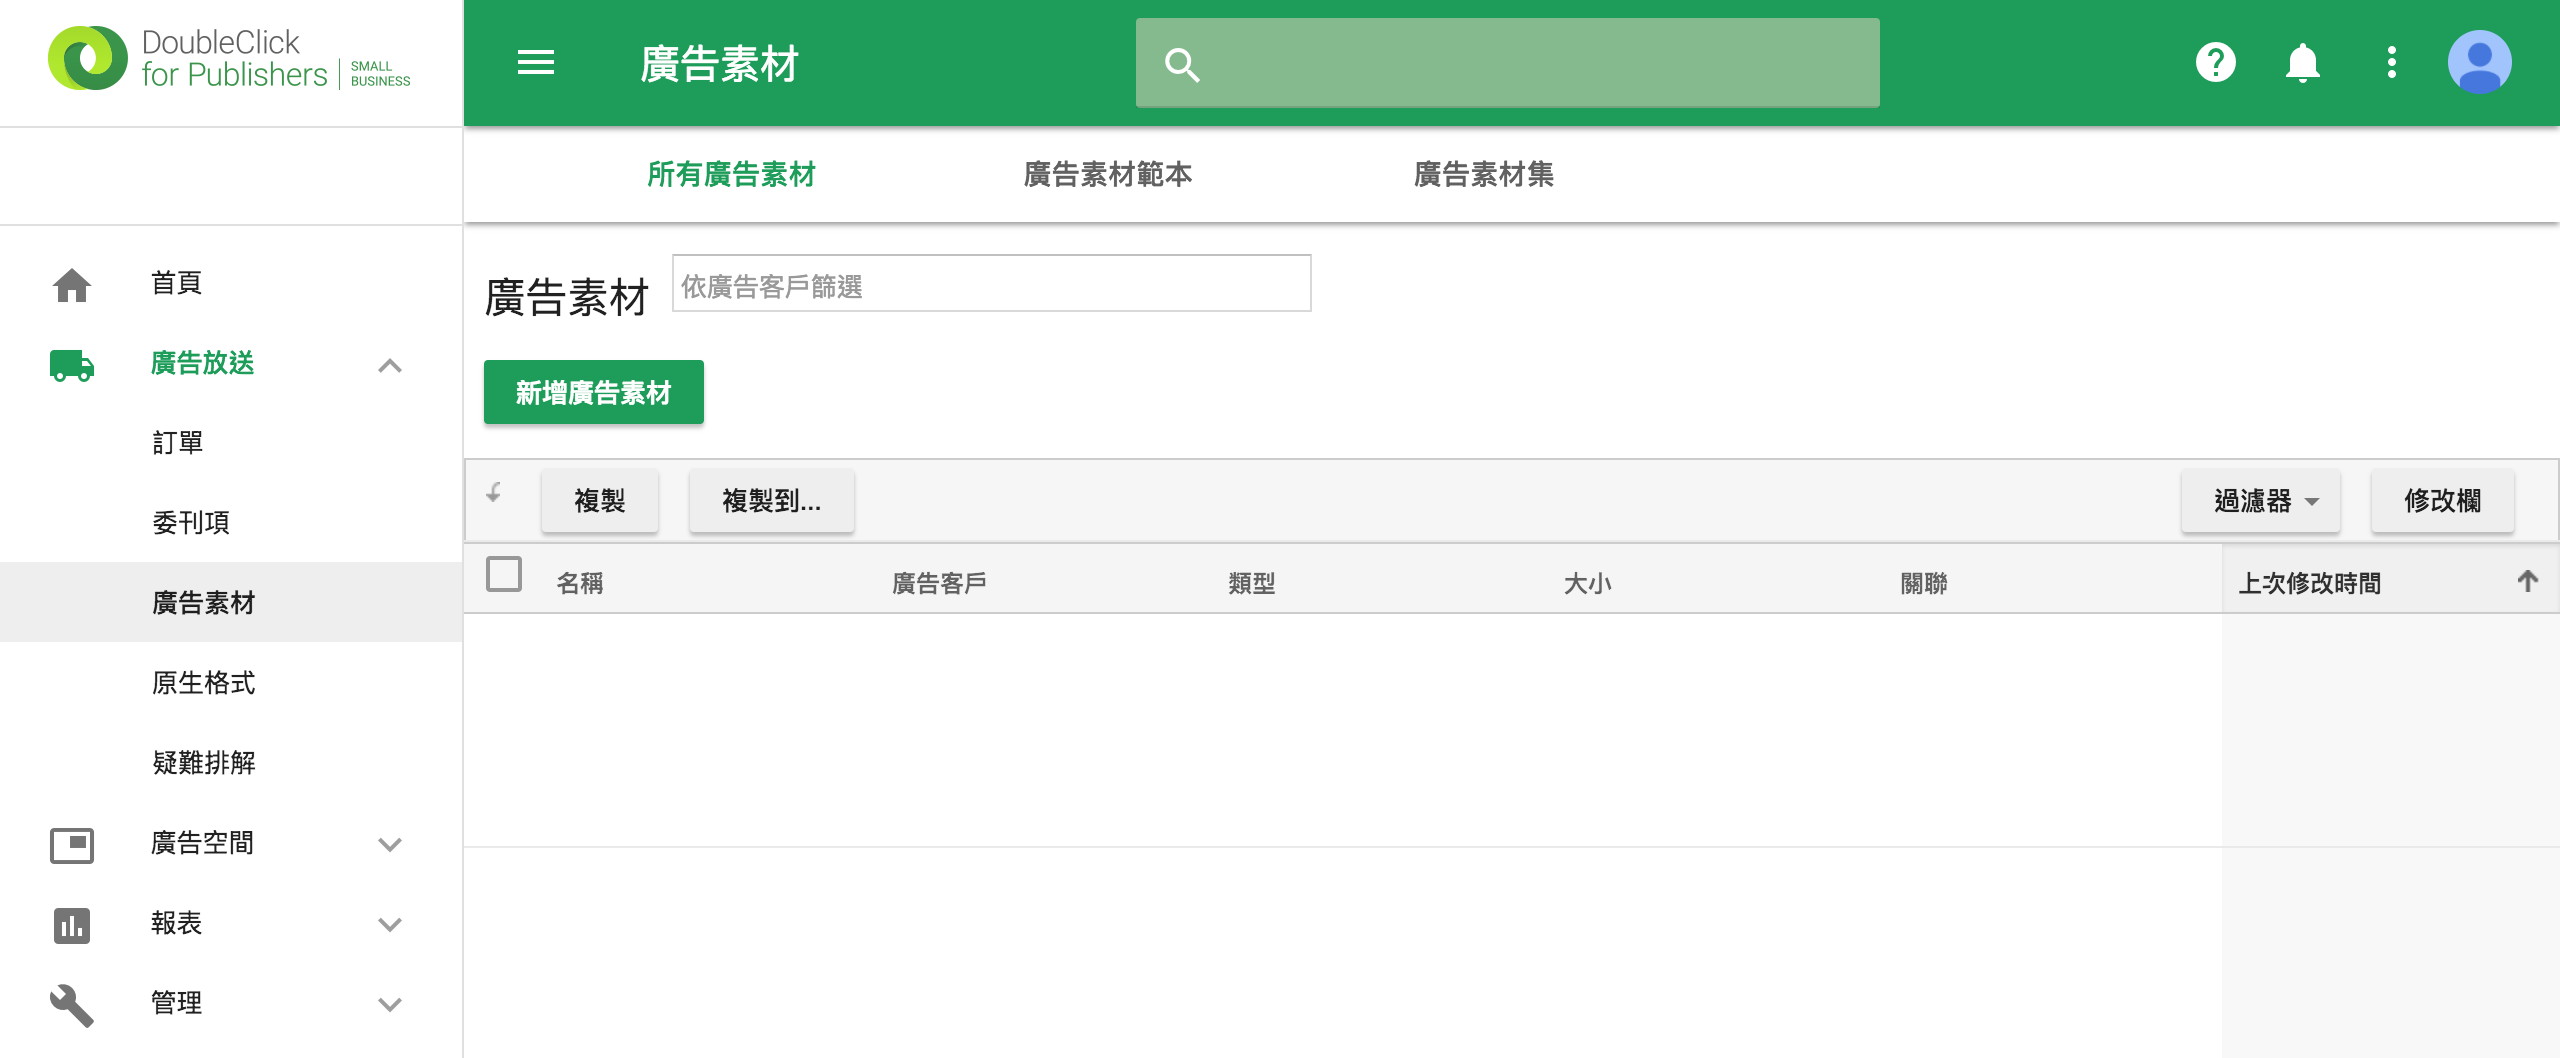 DoubleClick
for Publishers
SMALL
BUSINESS
廣告素材
所有廣告素材
廣告素材範本
廣告素材集
首頁
廣告放送
訂單
委刊項
廣告素材
原生格式
疑難排解
廣告空間
報表
管理
廣告素材
依廣告客戶篩選
新增廣告素材
複製
複製到...
過濾器
修改欄
名稱
廣告客戶
類型
大小
關聯
上次修改時間